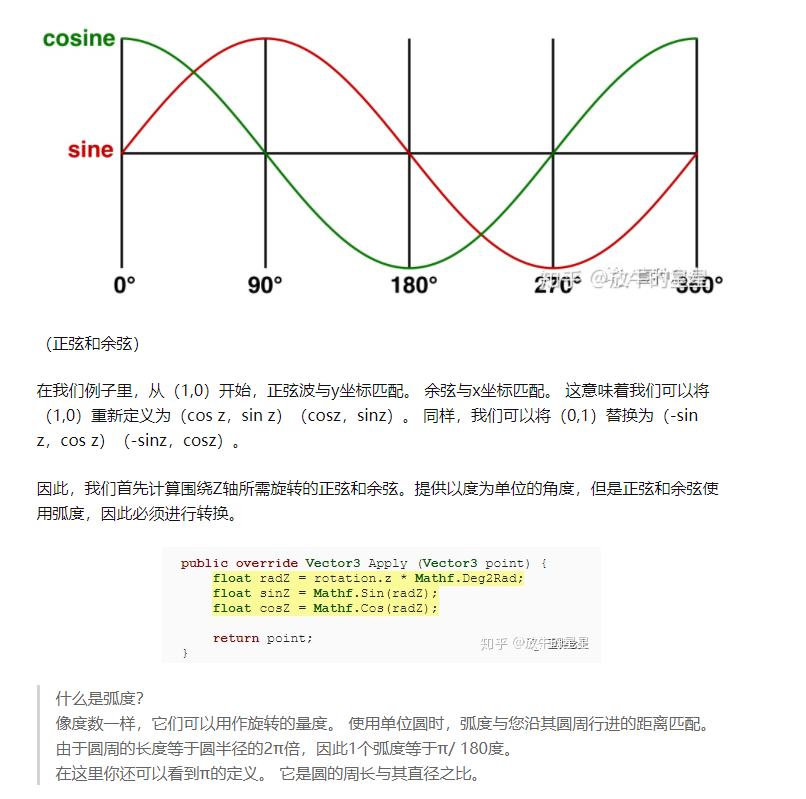 cosine
sine
0° 90° 180° 270° 360°
知乎 @放牛的星星
（正弦和余弦）
在我们例子里，从（1,0）开始，正弦波与y坐标匹配。 余弦与x坐标匹配。 这意味着我们可以将
（1,0）重新定义为（cos z，sin z）（cosz，sinz）。 同样，我们可以将（0,1）替换为（-sin
z，cos z）（-sinz，cosz）。
因此，我们首先计算围绕Z轴所需旋转的正弦和余弦。提供以度为单位的角度，但是正弦和余弦使
用弧度，因此必须进行转换。
public override Vector3 Apply (Vector3 point) {
float radZ = rotation.z * Mathf.Deg2Rad;
float sinZ = Mathf.Sin(radZ);
float cosZ = Mathf.Cos(radZ);
return point;
}
知乎 @放牛的星星
什么是弧度？
像度数一样，它们可以用作旋转的量度。 使用单位圆时，弧度与您沿其圆周行进的距离匹配。
由于圆周的长度等于圆半径的2π倍，因此1个弧度等于π/ 180度。
在这里你还可以看到π的定义。 它是圆的周长与其直径之比。